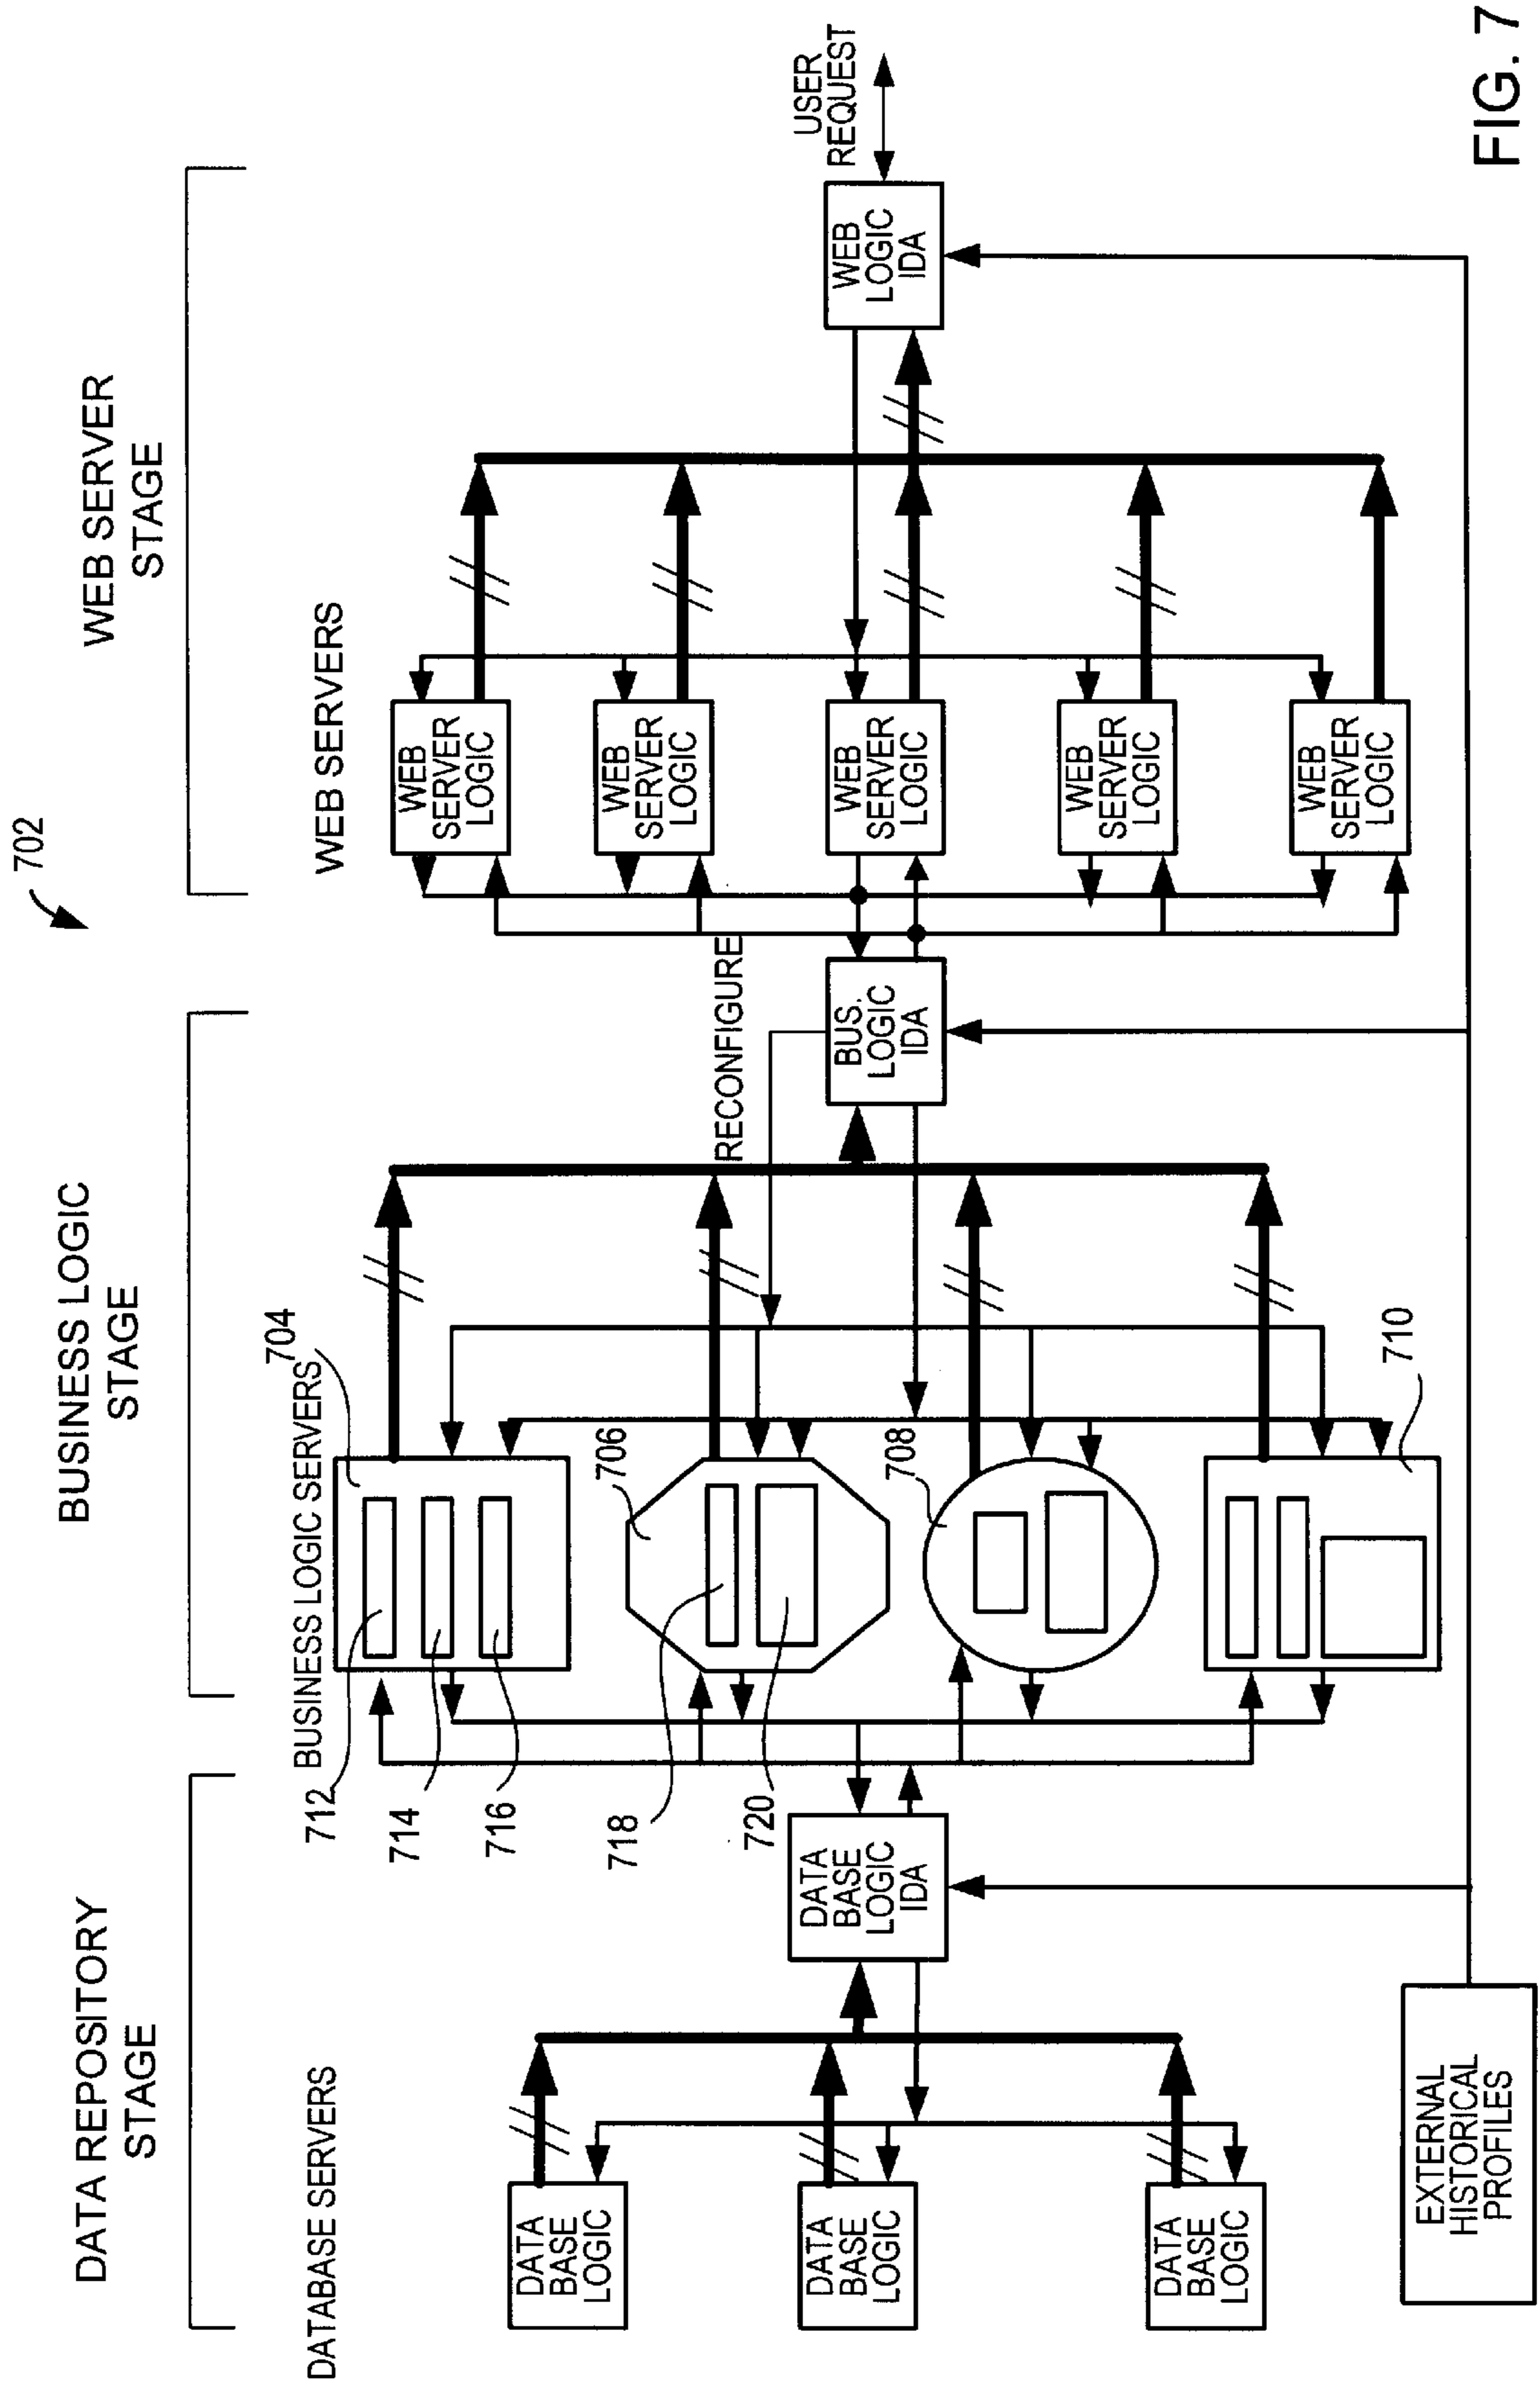 702
DATA REPOSITORY
STAGE
BUSINESS LOGIC
STAGE
WEB SERVER
STAGE
DATABASE SERVERS
BUSINESS LOGIC SERVERS
WEB SERVERS
704
712
714
716
706
718
720
708
710
DATA
BASE
LOGIC
DATA
BASE
LOGIC
DATA
BASE
LOGIC
DATA
BASE
LOGIC
IDA
RECONFIGURE
BUS.
LOGIC
IDA
WEB
SERVER
LOGIC
WEB
SERVER
LOGIC
WEB
SERVER
LOGIC
WEB
SERVER
LOGIC
WEB
SERVER
LOGIC
WEB
LOGIC
IDA
USER
REQUEST
EXTERNAL
HISTORICAL
PROFILES
FIG. 7